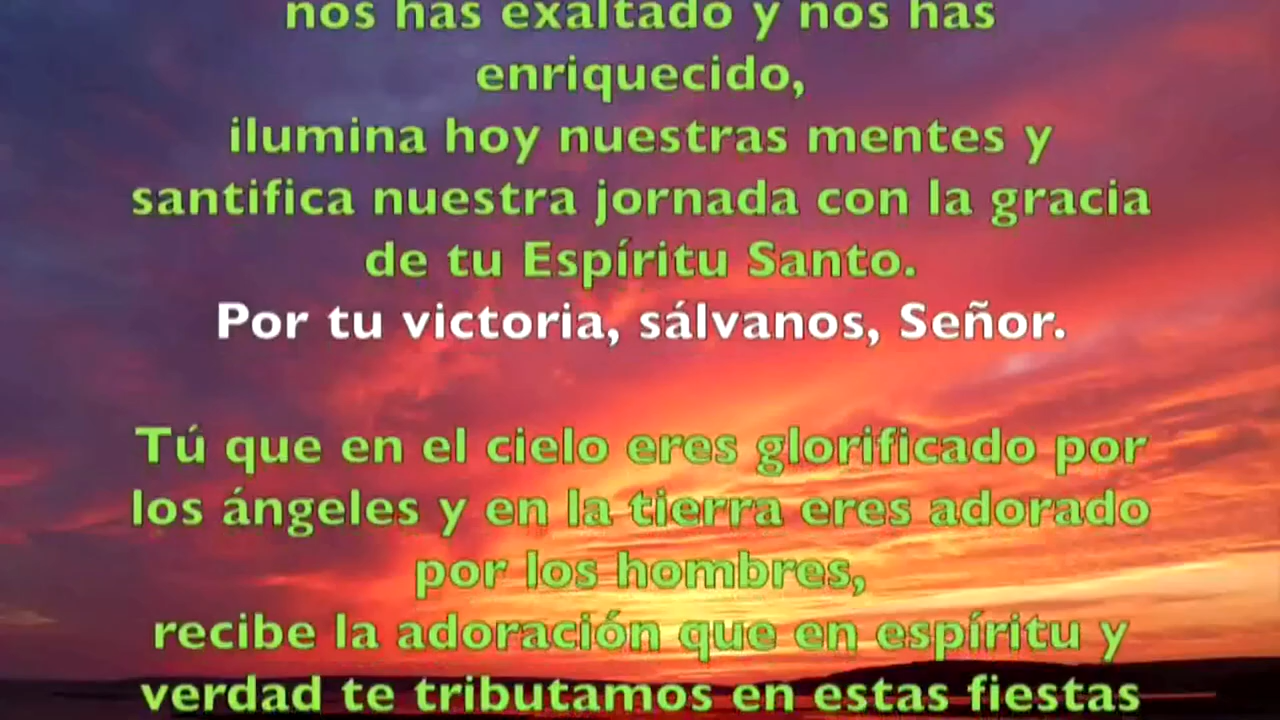 nos has exaltado y nos has
enriquecido,
ilumina hoy nuestras mentes y
santifica nuestra jornada con la gracia
de tu Espíritu Santo.
Por tu victoria, sálvanos, Señor.
Tú que en el cielo eres glorificado por
los ángeles y en la tierra eres adorado
por los hombres,
recibe la adoración que en espíritu y
verdad te tributamos en estas fiestas